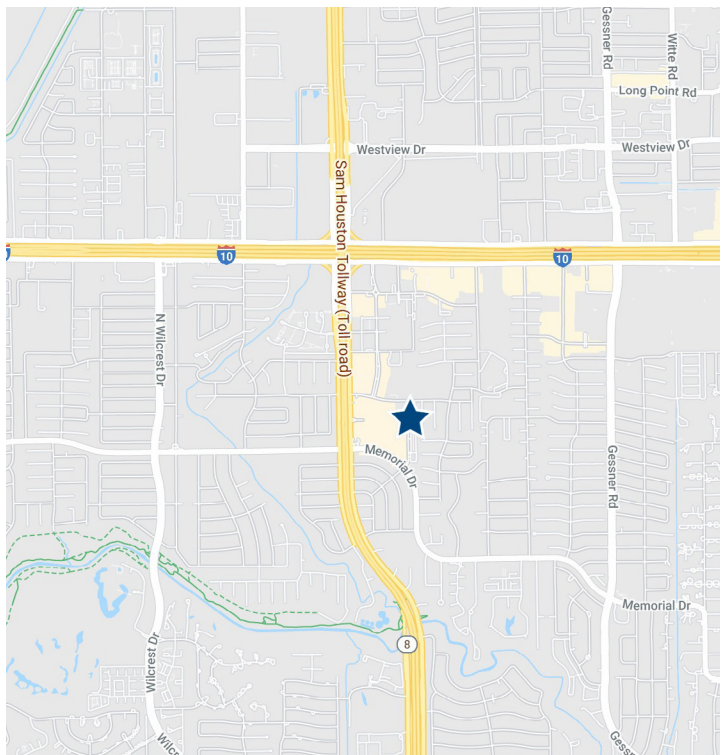 Gessner Rd
Witte Rd
Long Point Rd
Westview Dr
Westview Dr
Sam Houston Tollway (Toll road)
10
10
N Wilcrest Dr
Memorial Dr
Gessner Rd
Memorial Dr
8
Wilcrest Dr